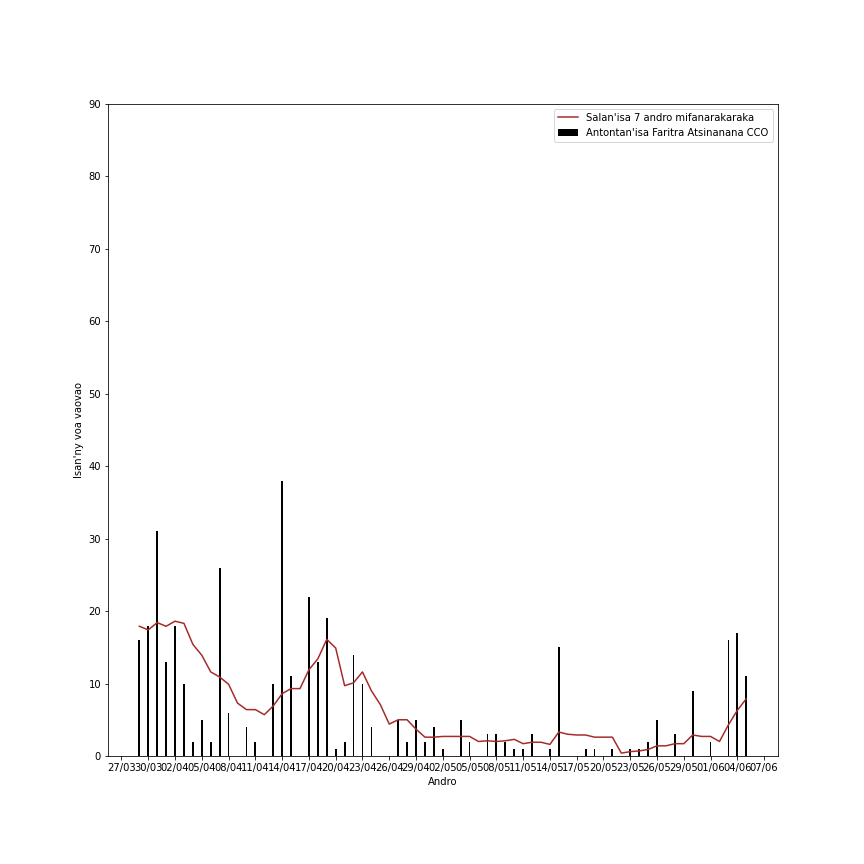 90
80
70
60
50
40
30
20
10
0
Isan'ny voa vaovao
Salan'isa 7 andro mifanarakaraka
Antontan'isa Faritra Atsinanana CCO
27/03 30/03 02/04 05/04 08/04 11/04 14/04 17/04 20/04 23/04 26/04 29/04 02/05 05/05 08/05 11/05 14/05 17/05 20/05 23/05 26/05 29/05 01/06 04/06 07/06
Andro